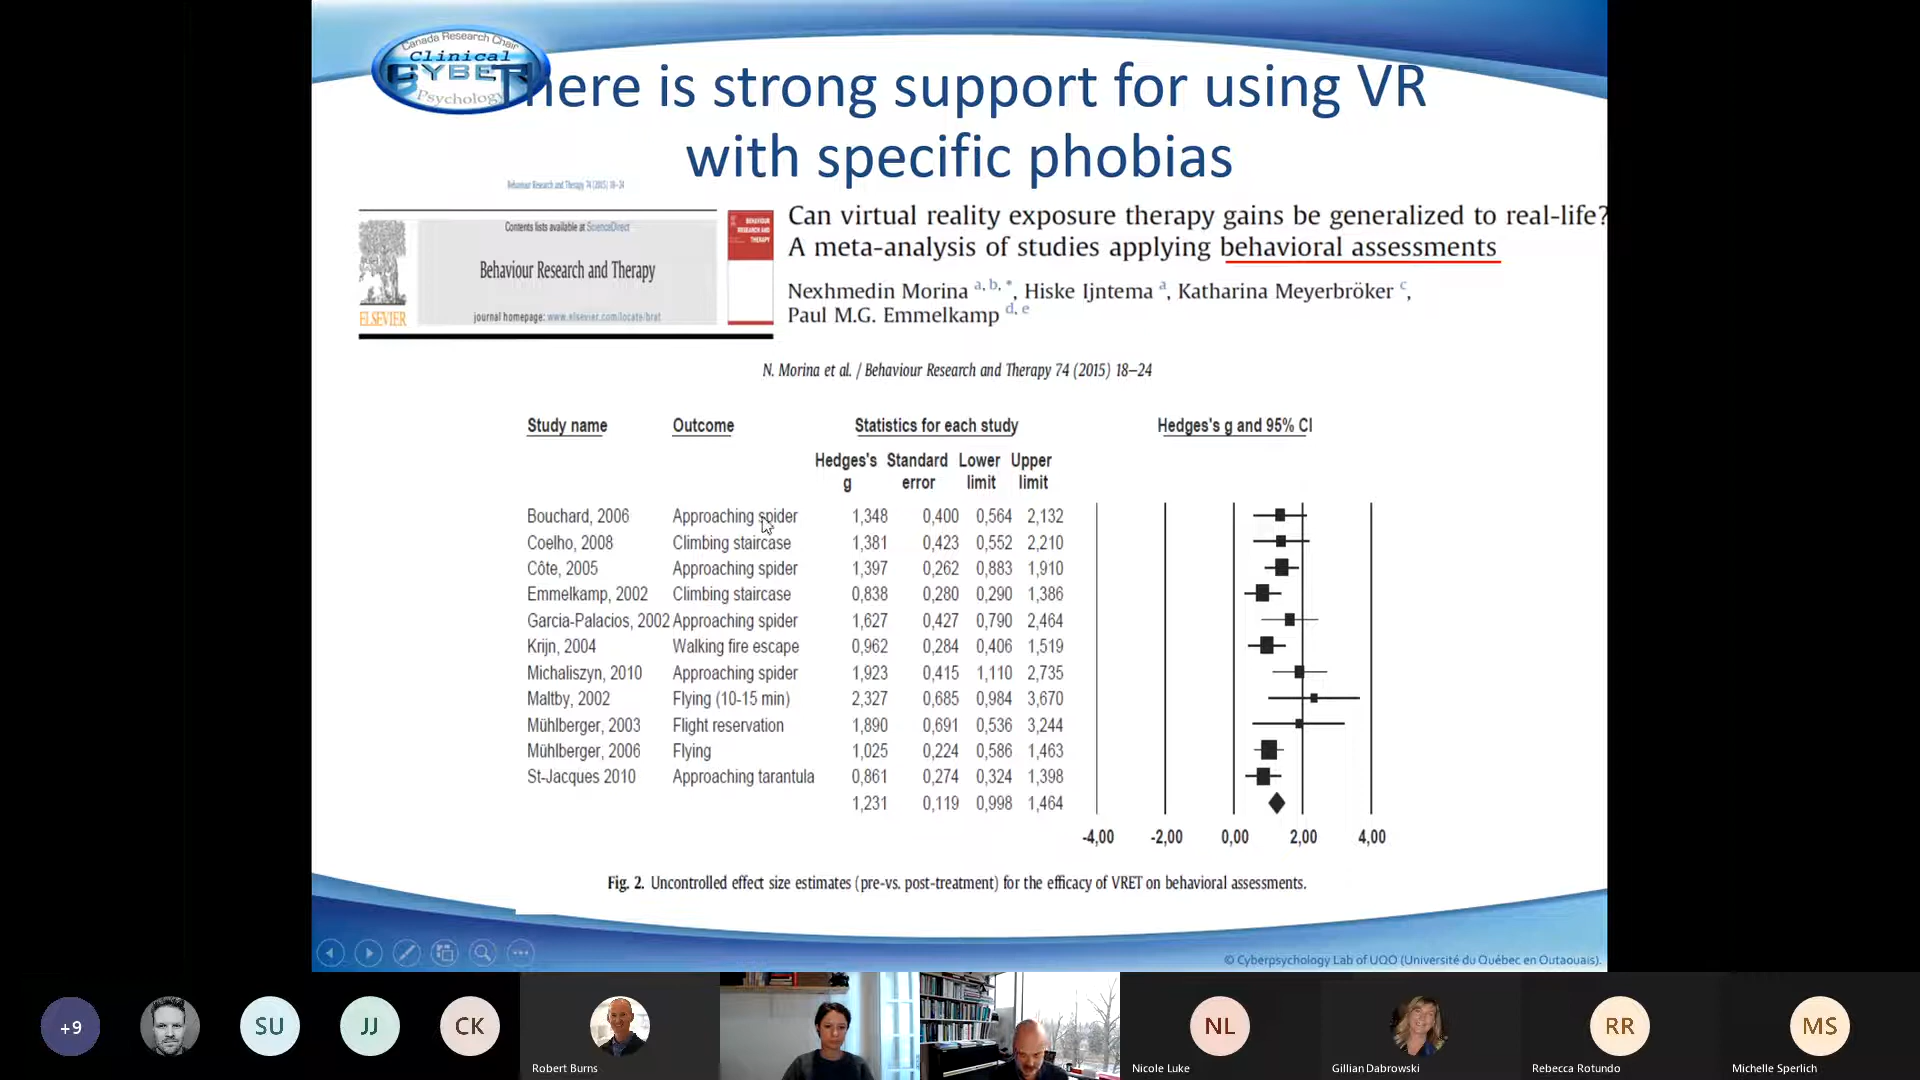 Canada Research Chair
Clinical
CYBER
Psychology
There is strong support for using VR
with specific phobias
Behaviour Research and Therapy 74 (2015) 18–24
Contents lists available at ScienceDirect
Behaviour Research and Therapy
journal homepage: www.elsevier.com/locate/brat
ELSEVIER
BEHAVIOUR
RESEARCH AND
THERAPY
Can virtual reality exposure therapy gains be generalized to real-life?
A meta-analysis of studies applying behavioral assessments
Nexhmedin Morina a, b, *, Hiske Ijntema a, Katharina Meyerbröker c,
Paul M.G. Emmelkamp d, e
N. Morina et al. / Behaviour Research and Therapy 74 (2015) 18–24
Study name Outcome Statistics for each study Hedges's g and 95% CI
Hedges's Standard Lower Upper
g error limit limit
Bouchard, 2006 Approaching spider 1,348 0,400 0,564 2,132
Coelho, 2008 Climbing staircase 1,381 0,423 0,552 2,210
Côte, 2005 Approaching spider 1,397 0,262 0,883 1,910
Emmelkamp, 2002 Climbing staircase 0,838 0,280 0,290 1,386
Garcia-Palacios, 2002 Approaching spider 1,627 0,427 0,790 2,464
Krijn, 2004 Walking fire escape 0,962 0,284 0,406 1,519
Michaliszyn, 2010 Approaching spider 1,923 0,415 1,110 2,735
Maltby, 2002 Flying (10-15 min) 2,327 0,685 0,984 3,670
Mühlberger, 2003 Flight reservation 1,890 0,691 0,536 3,244
Mühlberger, 2006 Flying 1,025 0,224 0,586 1,463
St-Jacques 2010 Approaching tarantula 0,861 0,274 0,324 1,398
1,231 0,119 0,998 1,464
-4,00 -2,00 0,00 2,00 4,00
Fig. 2. Uncontrolled effect size estimates (pre-vs. post-treatment) for the efficacy of VRET on behavioral assessments.
© Cyberpsychology Lab of UQO (Université du Québec en Outaouais).
+9 SU JJ CK NL RR MS
Robert Burns Nicole Luke Gillian Dabrowski Rebecca Rotundo Michelle Sperlich